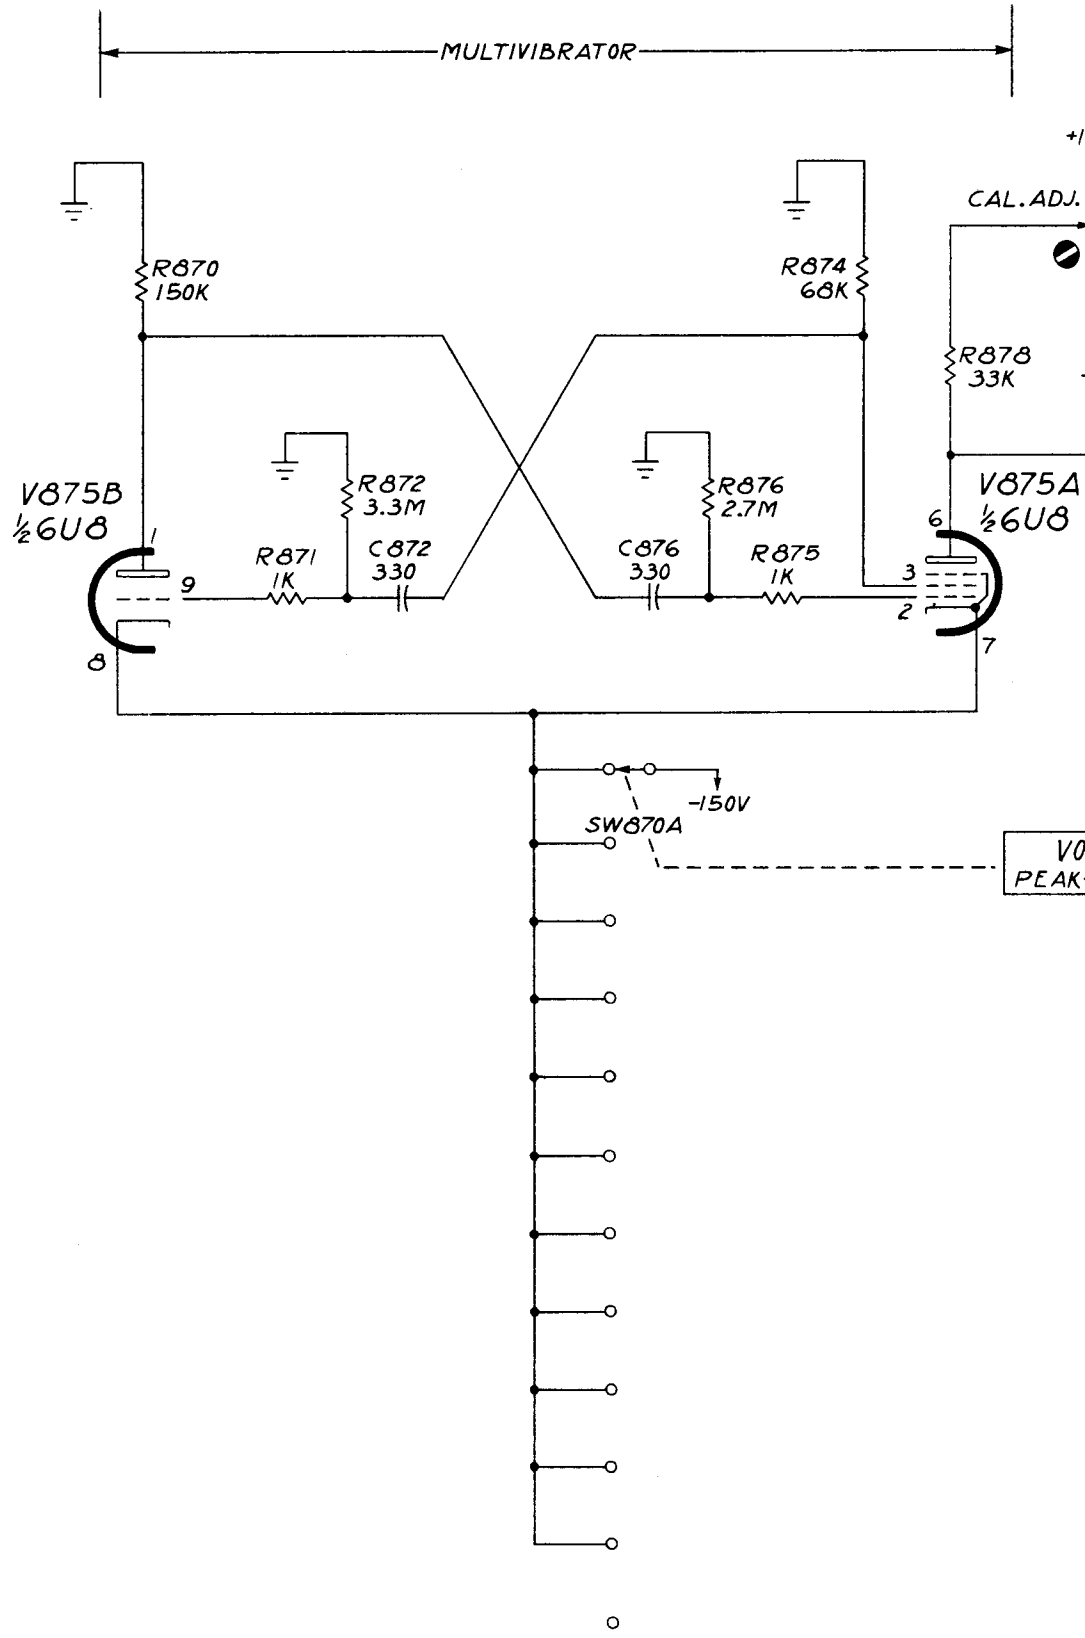 MULTIVIBRATOR
+1
CAL. ADJ.
R870
150K
R874
68K
R878
33K
V875B
½6U8
1
R872
3.3M
R876
2.7M
V875A
½6U8
6
R871
1K
C872
330
C876
330
R875
1K
9
3
2
8
7
-150V
SW870A
VO
PEAK-